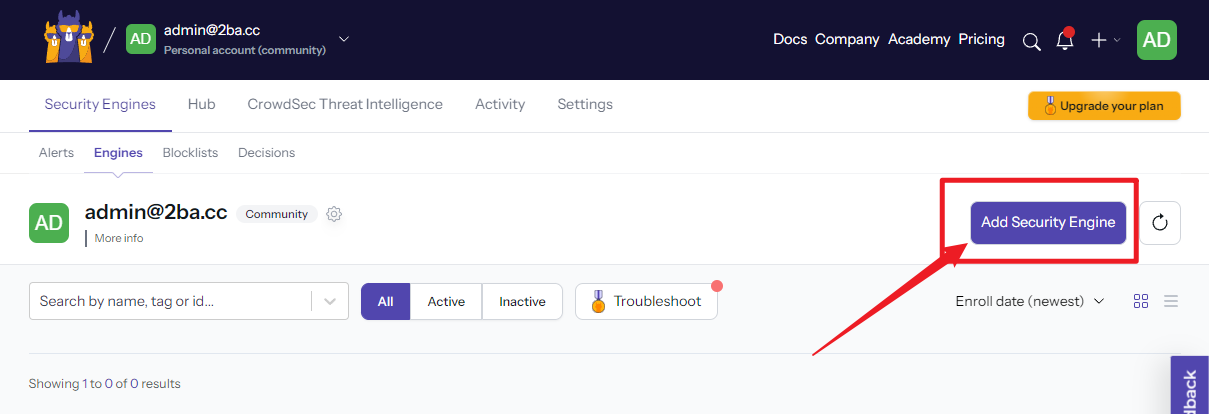 AD
admin@2ba.cc
Personal account (community)
Docs Company Academy Pricing
AD
Security Engines Hub CrowdSec Threat Intelligence Activity Settings
Upgrade your plan
Alerts Engines Blocklists Decisions
AD
admin@2ba.cc Community
More info
Add Security Engine
Search by name, tag or id...
All Active Inactive
Troubleshoot
Enroll date (newest)
Showing 1 to 0 of 0 results